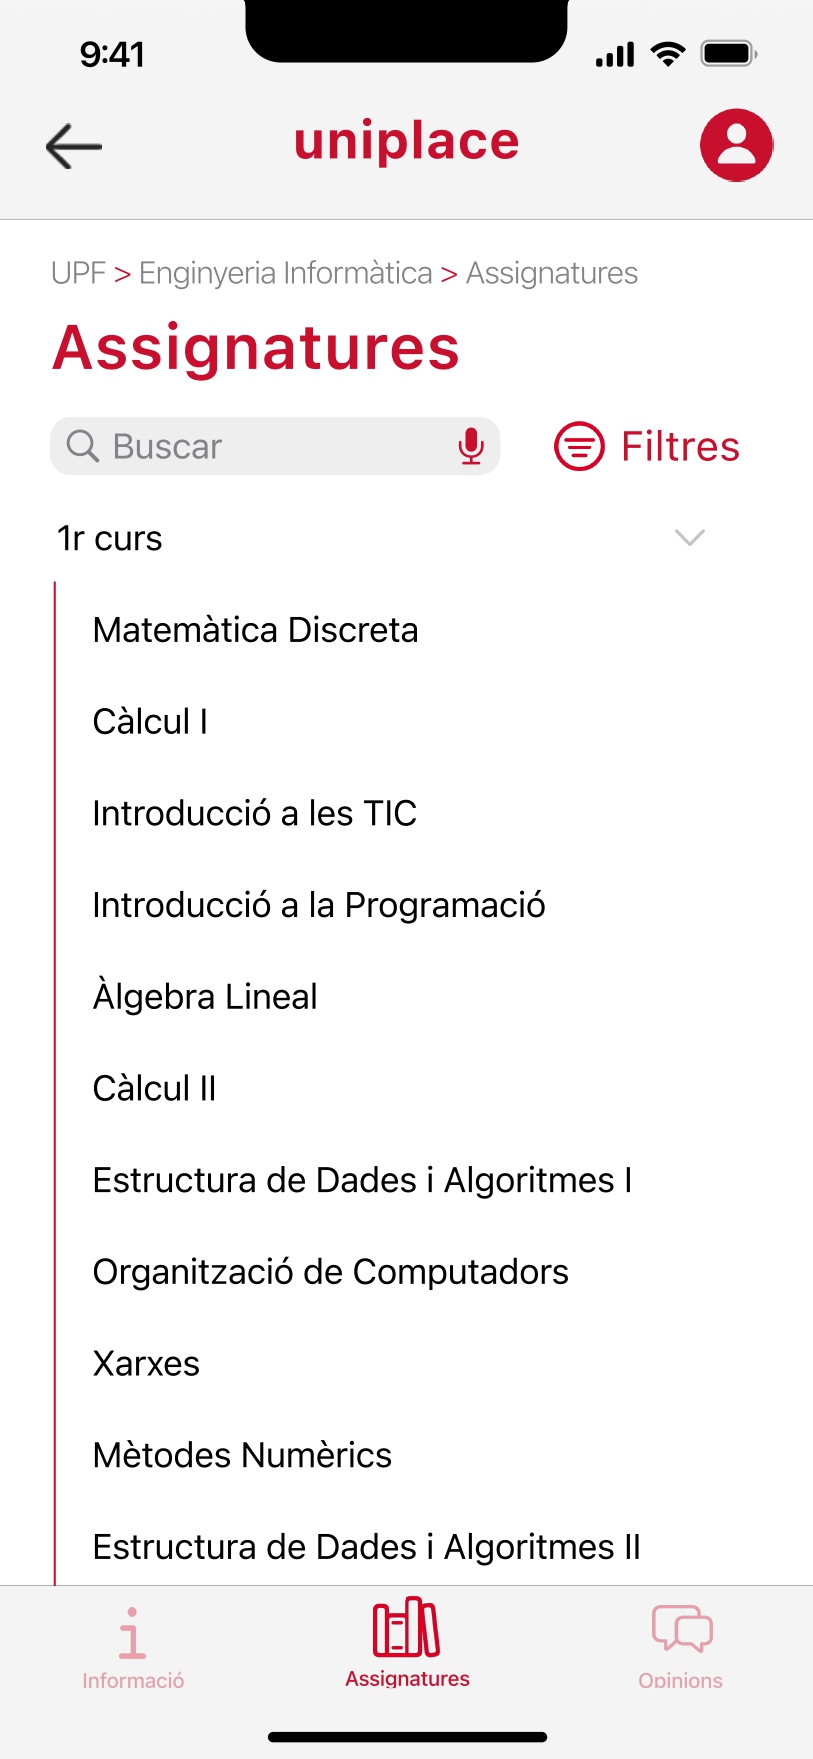 9:41
uniplace
UPF > Enginyeria Informàtica > Assignatures
Assignatures
Buscar
Filtres
1r curs
Matemàtica Discreta
Càlcul I
Introducció a les TIC
Introducció a la Programació
Àlgebra Lineal
Càlcul II
Estructura de Dades i Algoritmes I
Organització de Computadors
Xarxes
Mètodes Numèrics
Estructura de Dades i Algoritmes II
Informació
Assignatures
Opinions